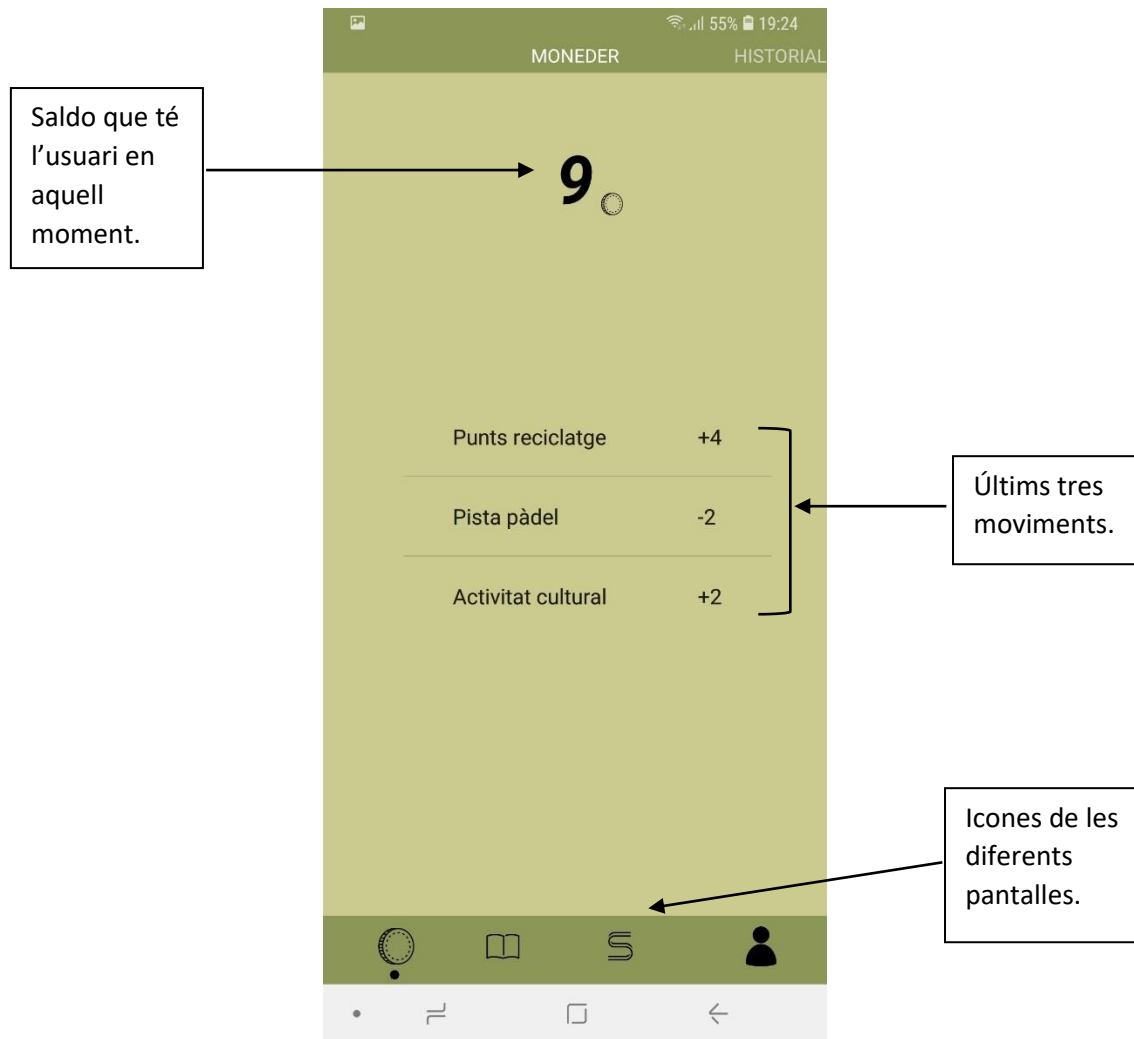 55% 19:24
MONEDER HISTORIAL
Saldo que té
l’usuari en
aquell
moment.
9
Punts reciclatge +4
Pista pàdel -2
Activitat cultural +2
Últims tres
moviments.
Icones de les
diferents
pantalles.